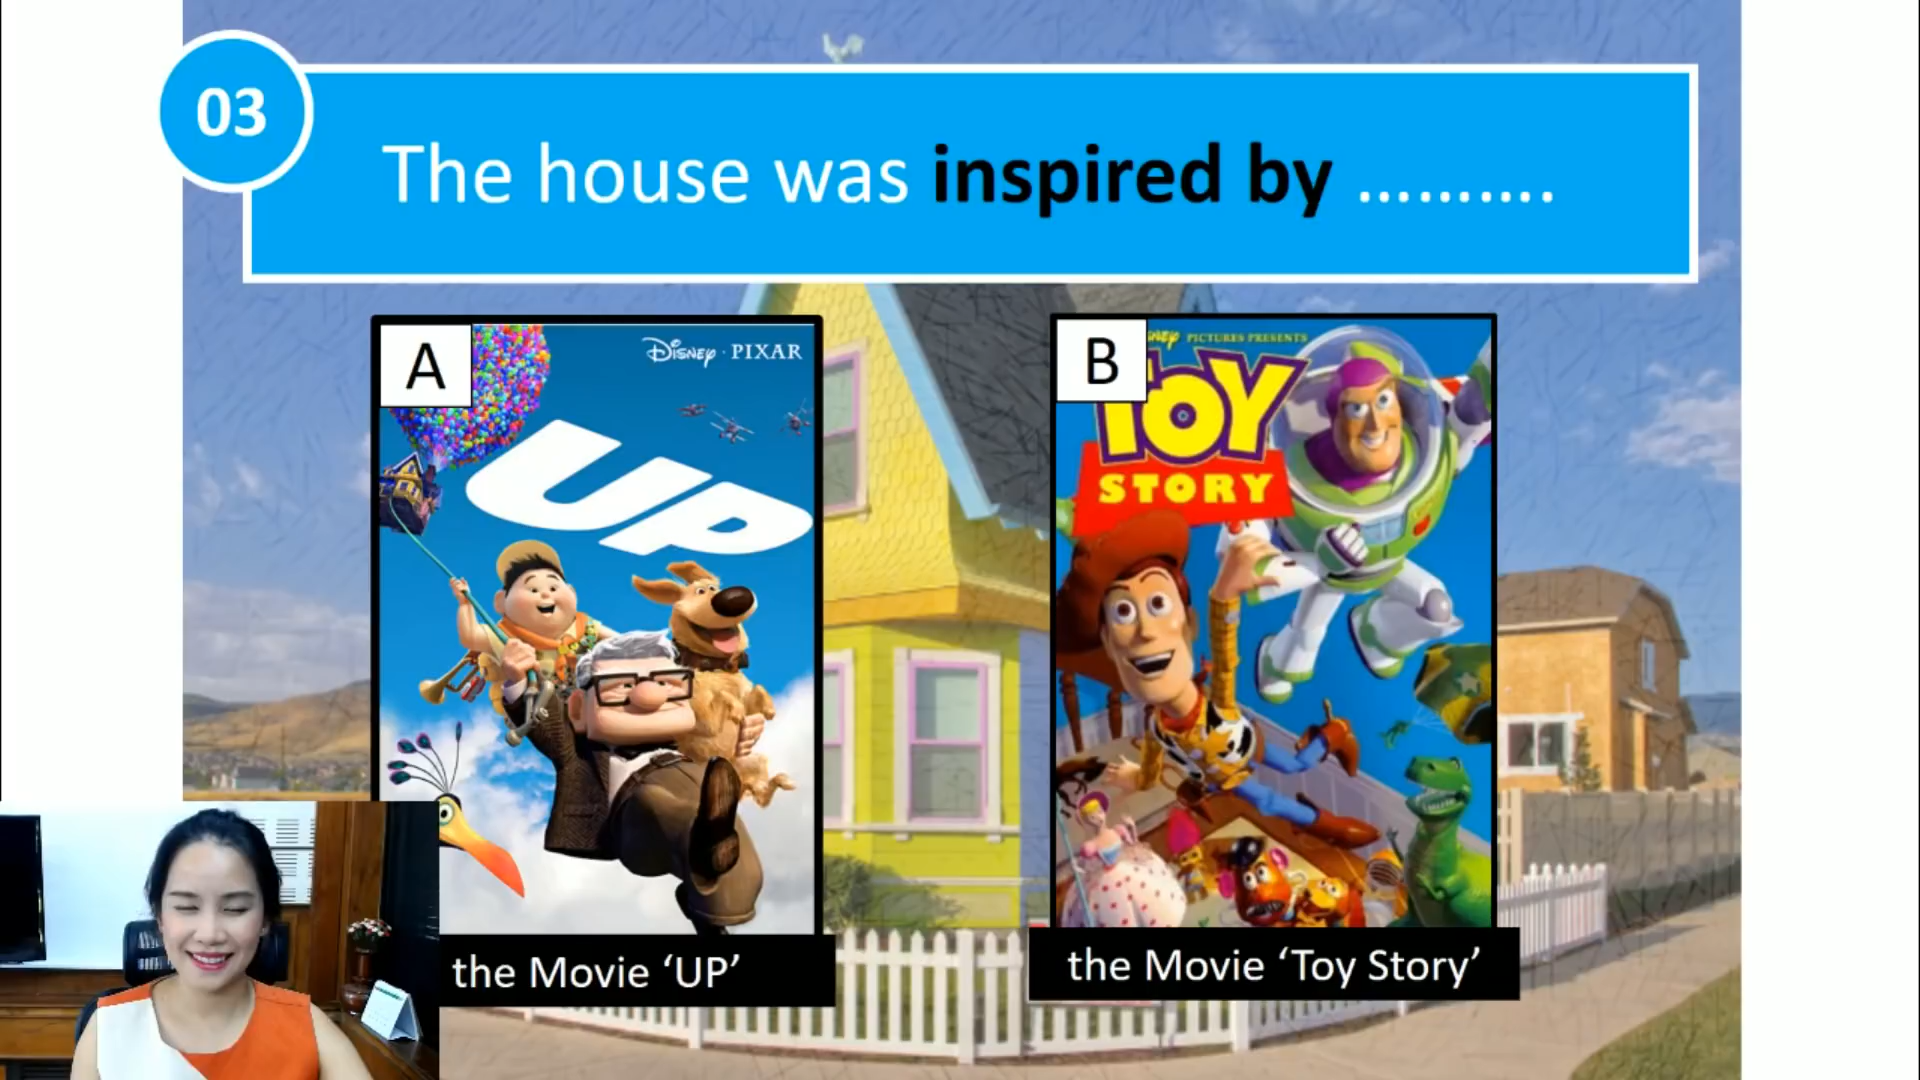 03
The house was inspired by ..........
A
DISNEY · PIXAR
UP
B
PICTURES PRESENTS
TOY
STORY
the Movie ‘UP’
the Movie ‘Toy Story’